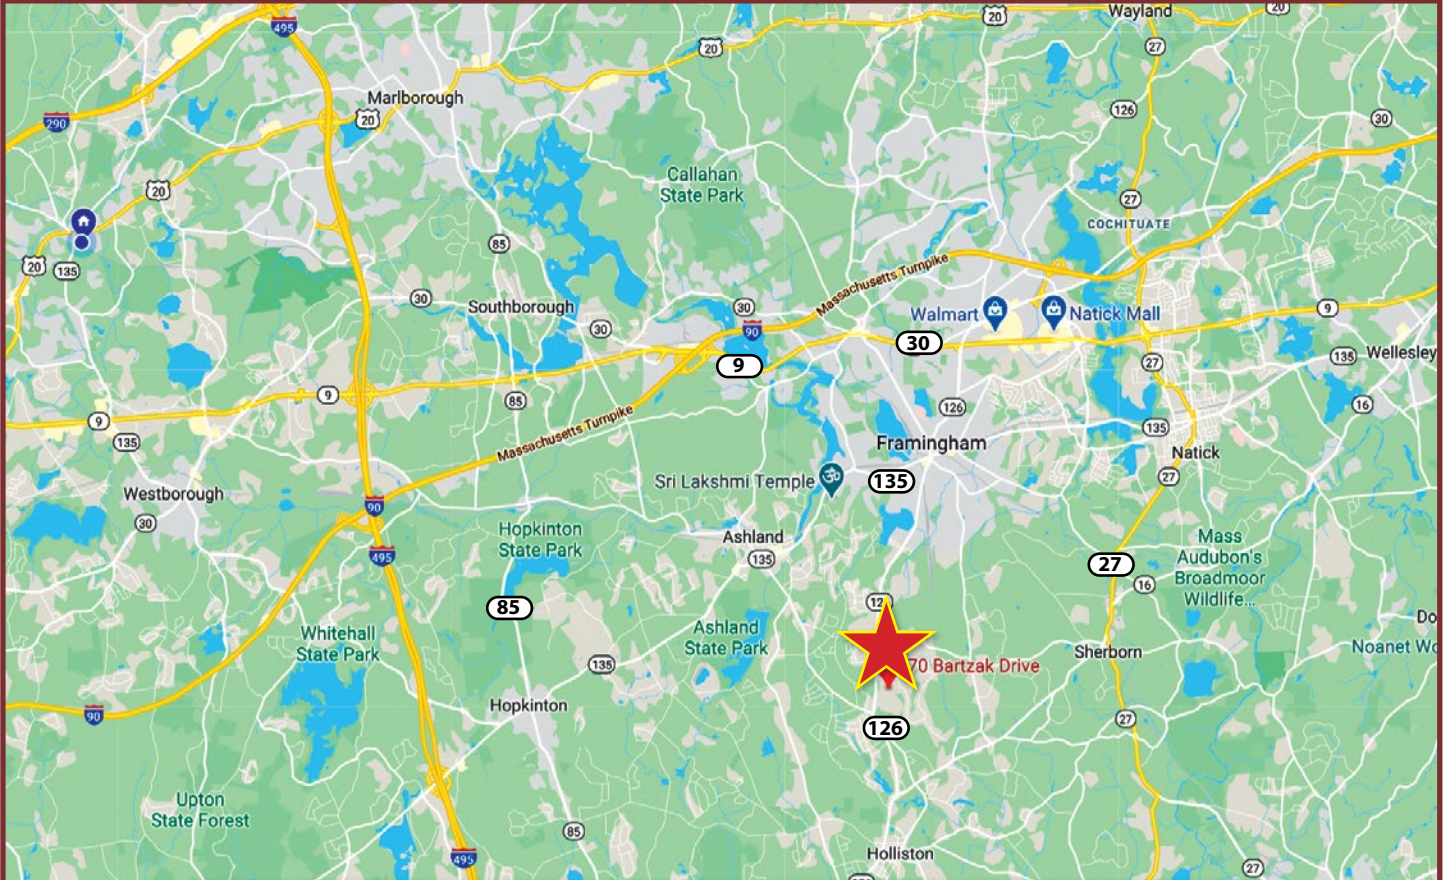 20
20
Wayland
495
27
20
Marlborough
126
290
20
30
Callahan
State Park
20
27
COCHITUATE
85
20
135
Massachusetts Turnpike
30
Southborough
30
30
90
Walmart
Natick Mall
9
30
9
135
Wellesley
27
9
85
126
16
9
135
Massachusetts Turnpike
135
Framingham
Natick
27
Sri Lakshmi Temple
135
Westborough
90
30
Hopkinton
State Park
Ashland
135
Mass
Audubon's
Broadmoor
Wildlife...
495
27
16
85
12
Whitehall
State Park
Ashland
State Park
Do
Noanet Wo
Sherborn
135
70 Bartzak Drive
Hopkinton
90
27
126
Upton
State Forest
85
495
Holliston
27